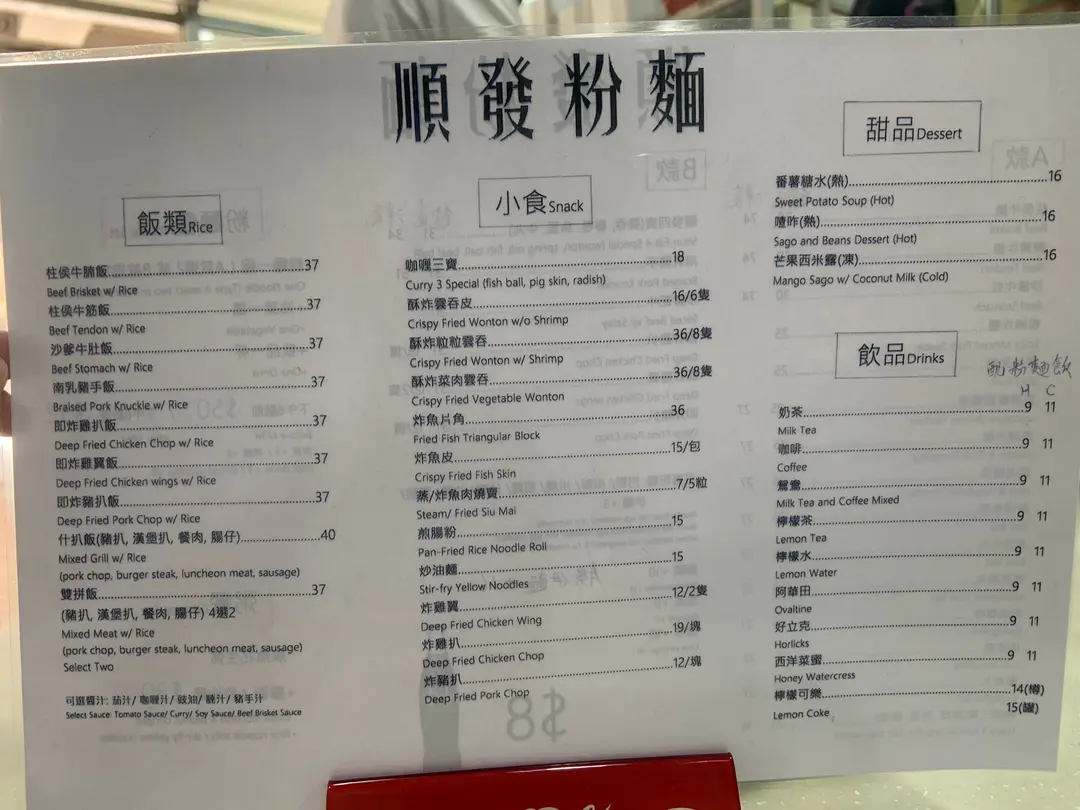 順發粉麵
飯類Rice
柱侯牛腩飯........37
Beef Brisket w/ Rice
柱侯牛筋飯........37
Beef Tendon w/ Rice
沙爹牛肚飯........37
Beef Stomach w/ Rice
南乳豬手飯........37
Braised Pork Knuckle w/ Rice
即炸雞扒飯........37
Deep Fried Chicken Chop w/ Rice
即炸雞翼飯........37
Deep Fried Chicken wings w/ Rice
即炸豬扒飯........37
Deep Fried Pork Chop w/ Rice
什扒飯(豬扒, 漢堡扒, 餐肉, 腸仔)........40
Mixed Grill w/ Rice
(pork chop, burger steak, luncheon meat, sausage)
雙拼飯........37
(豬扒, 漢堡扒, 餐肉, 腸仔) 4選2
Mixed Meat w/ Rice
(pork chop, burger steak, luncheon meat, sausage)
Select Two
可選醬汁: 茄汁/ 咖喱汁/ 豉油/ 腩汁/ 豬手汁
Select Sauce: Tomato Sauce/ Curry/ Soy Sauce/ Beef Brisket Sauce
小食Snack
咖喱三寶........18
Curry 3 Special (fish ball, pig skin, radish)
酥炸雲吞皮........16/6隻
Crispy Fried Wonton w/o Shrimp
酥炸粒粒雲吞........36/8隻
Crispy Fried Wonton w/ Shrimp
酥炸菜肉雲吞........36/8隻
Crispy Fried Vegetable Wonton
炸魚片角........36
Fried Fish Triangular Block
炸魚皮........15/包
Crispy Fried Fish Skin
蒸/炸魚肉燒賣........7/5粒
Steam/ Fried Siu Mai
煎腸粉........15
Pan-Fried Rice Noodle Roll
炒油麵........15
Stir-fry Yellow Noodles
炸雞翼........12/2隻
Deep Fried Chicken Wing
炸雞扒........19/塊
Deep Fried Chicken Chop
炸豬扒........12/塊
Deep Fried Pork Chop
甜品Dessert
番薯糖水(熱)........16
Sweet Potato Soup (Hot)
喳咋(熱)........16
Sago and Beans Dessert (Hot)
芒果西米露(凍)........16
Mango Sago w/ Coconut Milk (Cold)
飲品Drinks
配粉麵飯
H C
奶茶........9 11
Milk Tea
咖啡........9 11
Coffee
鴛鴦........9 11
Milk Tea and Coffee Mixed
檸檬茶........9 11
Lemon Tea
檸檬水........9 11
Lemon Water
阿華田........9 11
Ovaltine
好立克........9 11
Horlicks
西洋菜蜜........9 11
Honey Watercress
檸檬可樂........14(樽)
Lemon Coke 15(罐)